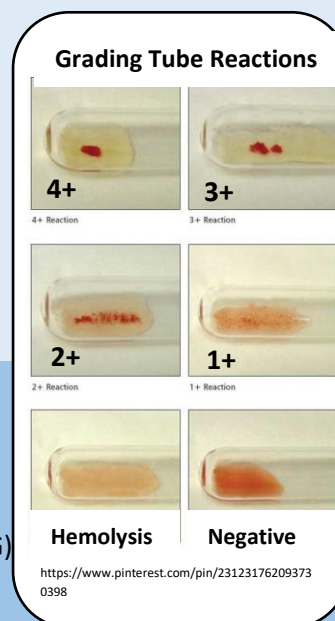 Grading Tube Reactions
4+
3+
4+ Reaction
3+ Reaction
2+
1+
2+ Reaction
1+ Reaction
Hemolysis
Negative
G)
https://www.pinterest.com/pin/23123176209373
0398